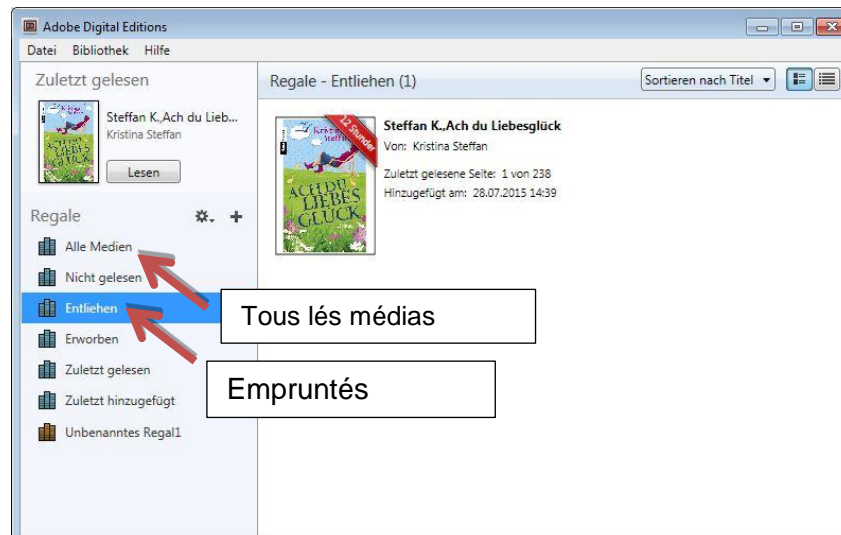 Adobe Digital Editions
Datei Bibliothek Hilfe
Zuletzt gelesen
Steffan K.,Ach du Lieb...
Kristina Steffan
Lesen
Regale
Alle Medien
Nicht gelesen
Entliehen
Erworben
Zuletzt gelesen
Zuletzt hinzugefügt
Unbenanntes Regal1
Regale - Entliehen (1)
Sortieren nach Titel
12 Stunden
ACH DU
LIEBES
GLÜCK
Steffan K.,Ach du Liebesglück
Von: Kristina Steffan
Zuletzt gelesene Seite: 1 von 238
Hinzugefügt am: 28.07.2015 14:39
Tous lés médias
Empruntés